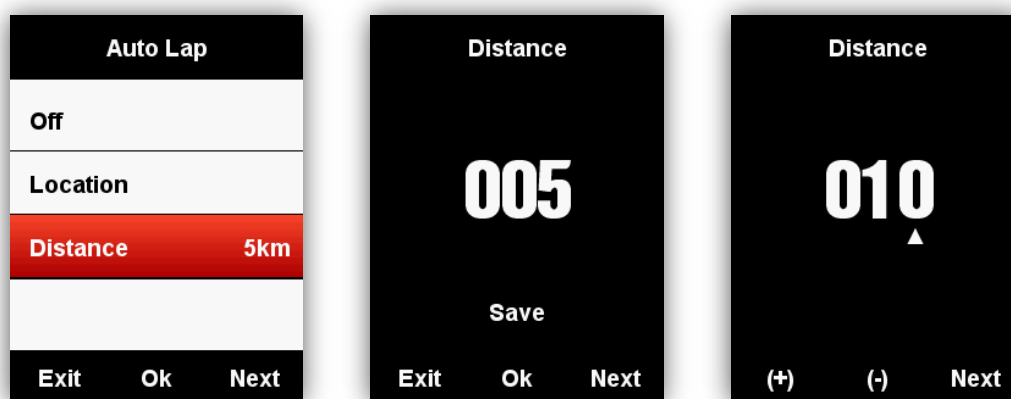 Auto Lap
Off
Location
Distance 5km
Exit Ok Next
Distance
005
Save
Exit Ok Next
Distance
010
(+) (-) Next